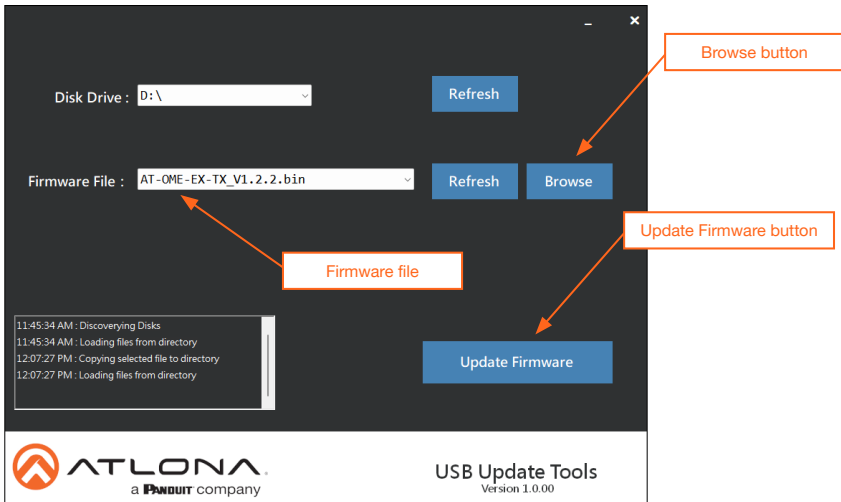 Browse button
Disk Drive : D:\ Refresh
Firmware File : AT-OME-EX-TX_V1.2.2.bin Refresh Browse
Update Firmware button
Firmware file
11:45:34 AM : Discoverying Disks
11:45:34 AM : Loading files from directory
12:07:27 PM : Copying selected file to directory
12:07:27 PM : Loading files from directory
Update Firmware
ATLONA.
a PANDUIT company
USB Update Tools
Version 1.0.00